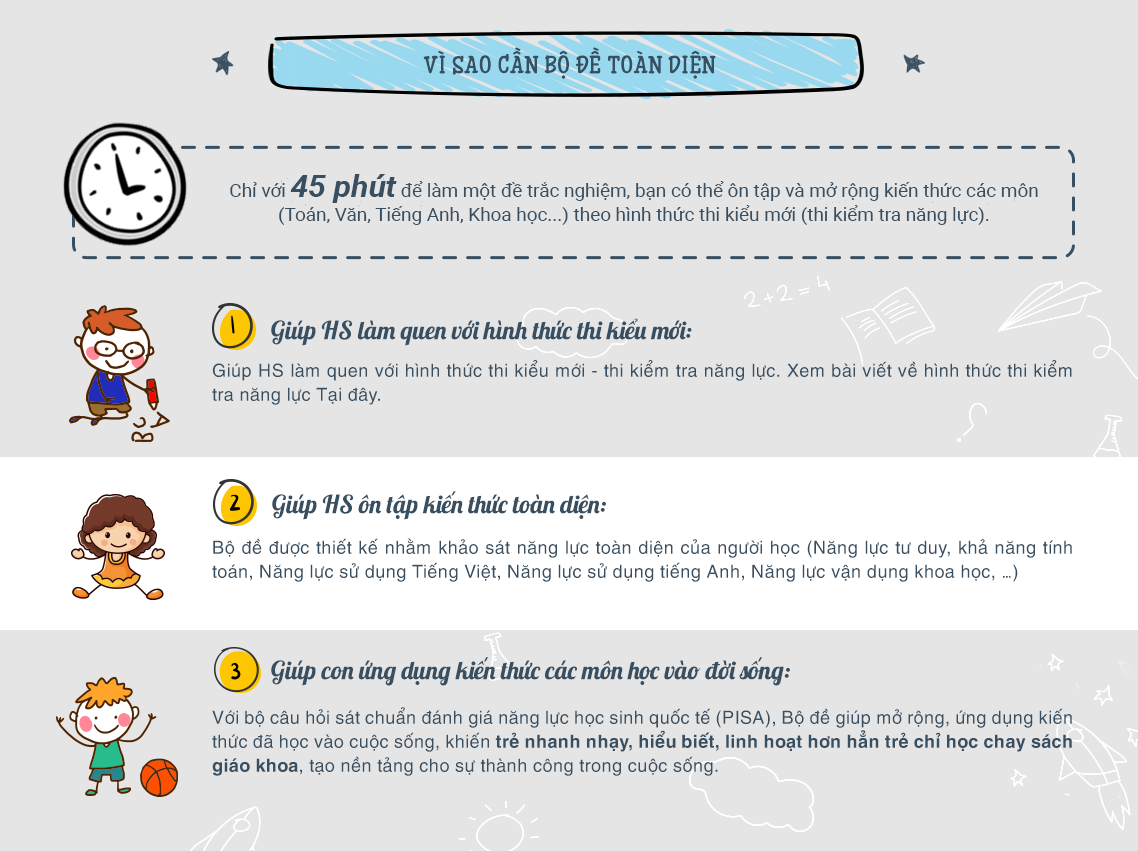 VÌ SAO CẦN BỘ ĐỀ TOÀN DIỆN
Chỉ với 45 phút để làm một đề trắc nghiệm, bạn có thể ôn tập và mở rộng kiến thức các môn
(Toán, Văn, Tiếng Anh, Khoa học...) theo hình thức thi kiểu mới (thi kiểm tra năng lực).
2+2=4
1 Giúp HS làm quen với hình thức thi kiểu mới:
Giúp HS làm quen với hình thức thi kiểu mới - thi kiểm tra năng lực. Xem bài viết về hình thức thi kiểm
tra năng lực Tại đây.
?
B C A
2 Giúp HS ôn tập kiến thức toàn diện:
Bộ đề được thiết kế nhằm khảo sát năng lực toàn diện của người học (Năng lực tư duy, khả năng tính
toán, Năng lực sử dụng Tiếng Việt, Năng lực sử dụng tiếng Anh, Năng lực vận dụng khoa học, ...)
3 Giúp con ứng dụng kiến thức các môn học vào đời sống:
Với bộ câu hỏi sát chuẩn đánh giá năng lực học sinh quốc tế (PISA), Bộ đề giúp mở rộng, ứng dụng kiến
thức đã học vào cuộc sống, khiến trẻ nhanh nhạy, hiểu biết, linh hoạt hơn hẳn trẻ chỉ học chay sách
giáo khoa, tạo nền tảng cho sự thành công trong cuộc sống.